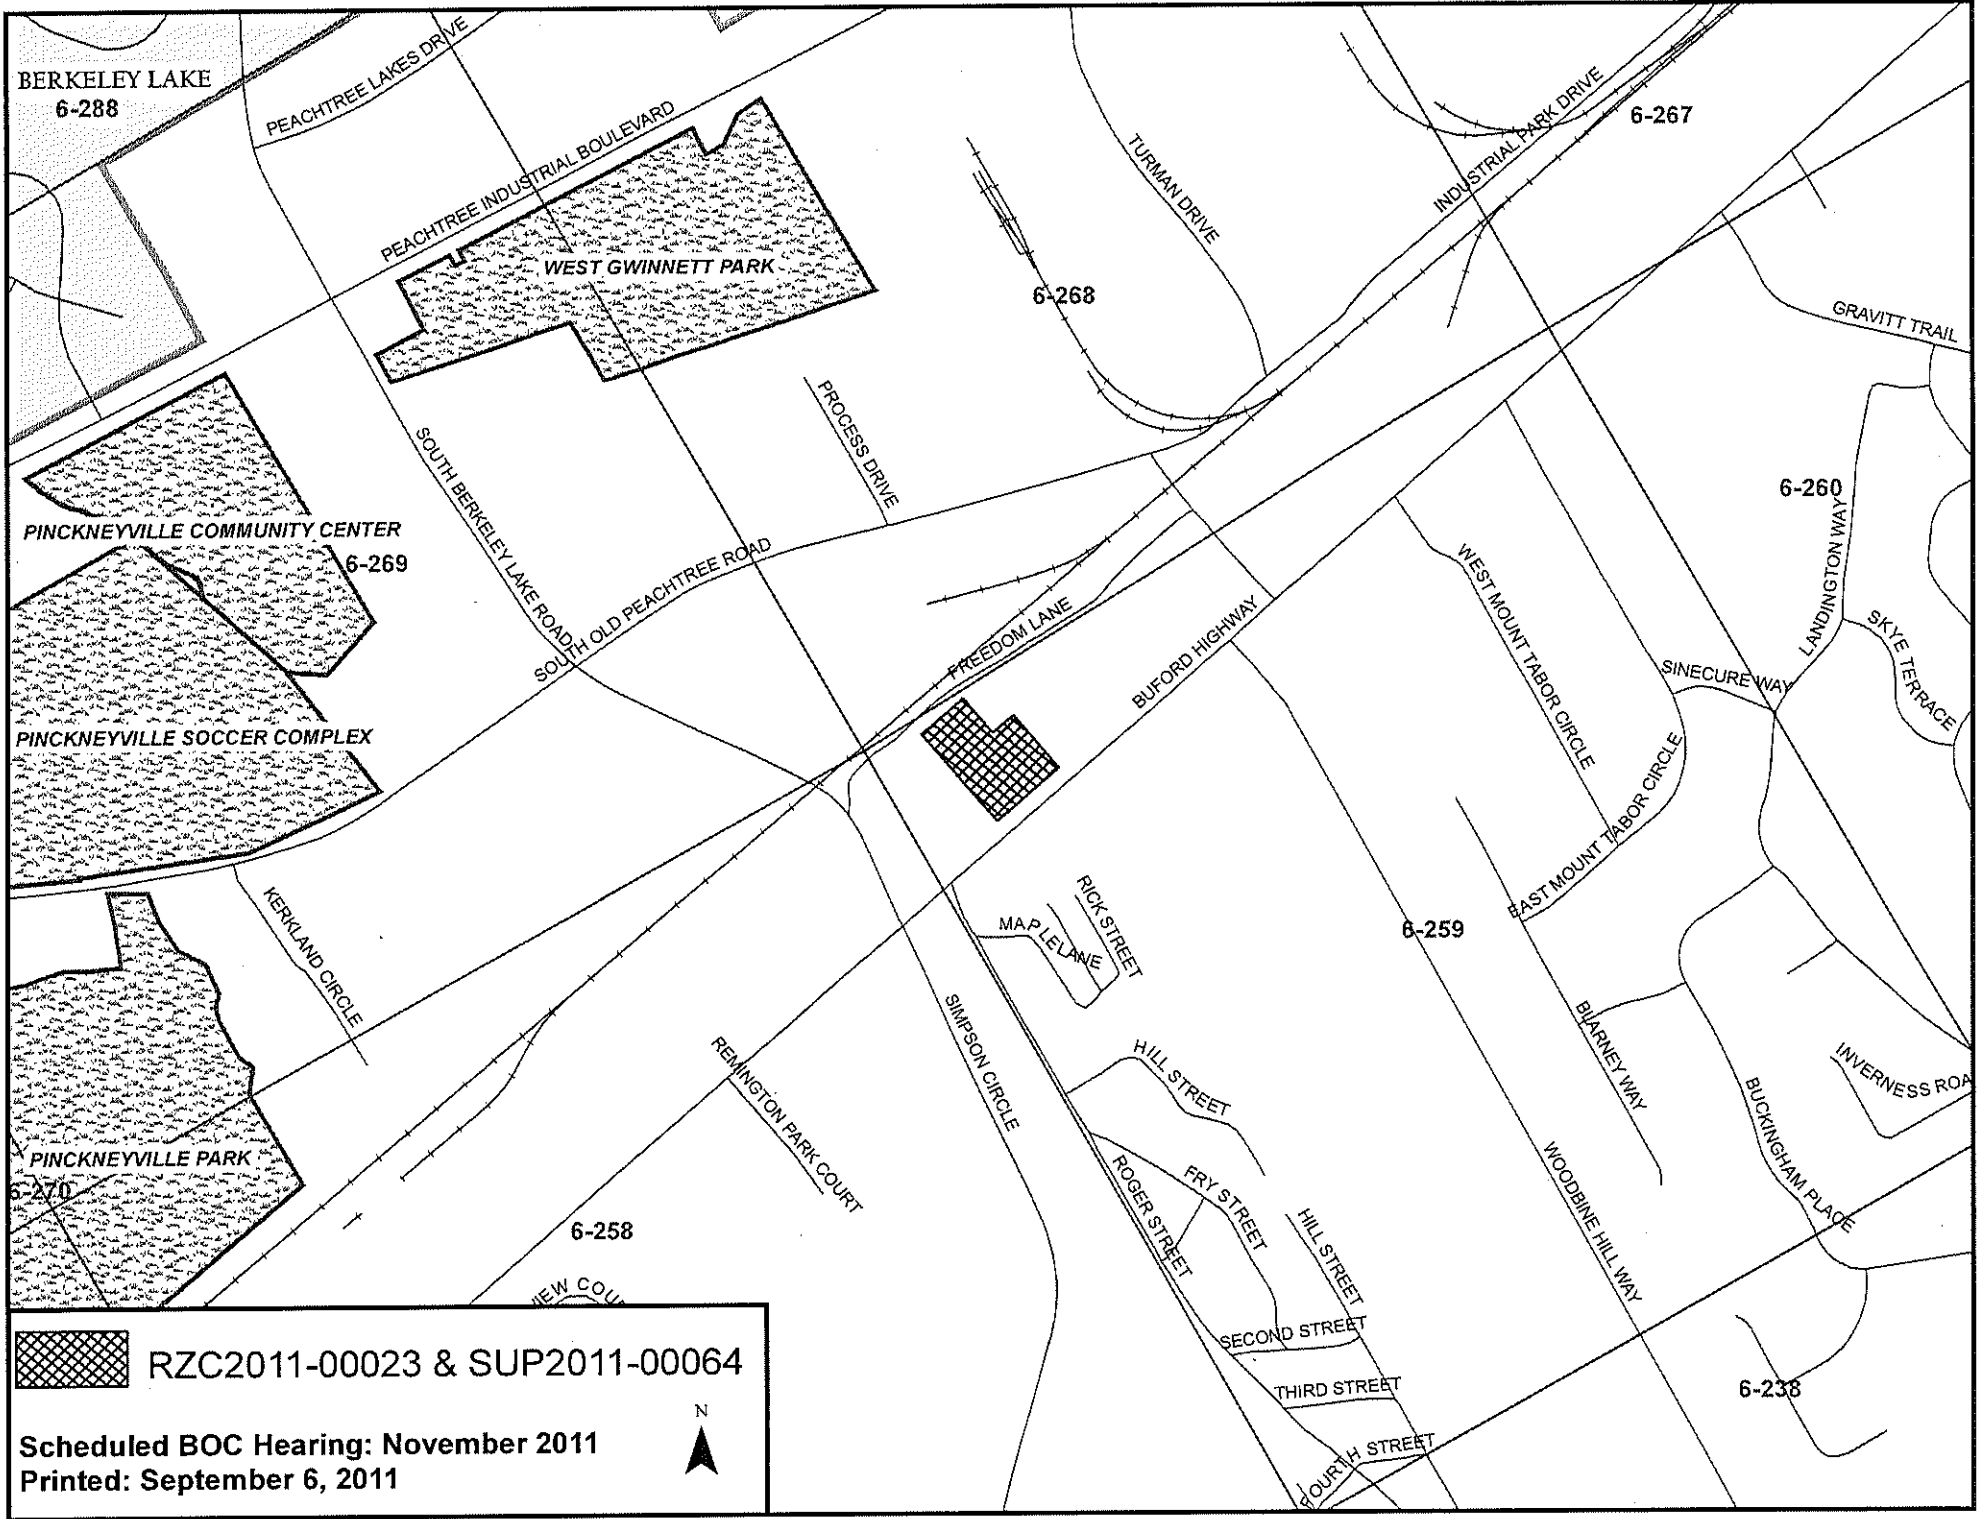 BERKELEY LAKE
6-288
PEACHTREE LAKES DRIVE
PEACHTREE INDUSTRIAL BOULEVARD
WEST GWINNETT PARK
6-268
TURMAN DRIVE
INDUSTRIAL PARK DRIVE
6-267
GRAVITT TRAIL
PROCESS DRIVE
SOUTH BERKELEY LAKE ROAD
PINCKNEYVILLE COMMUNITY CENTER
6-269
SOUTH OLD PEACHTREE ROAD
FREEDOM LANE
BUFORD HIGHWAY
WEST MOUNT TABOR CIRCLE
6-260
LANDINGTON WAY
SKYE TERRACE
SINECURE WAY
PINCKNEYVILLE SOCCER COMPLEX
EAST MOUNT TABOR CIRCLE
KERKLAND CIRCLE
MAPLE LANE
RICK STREET
6-259
SIMPSON CIRCLE
REMINGTON PARK COURT
HILL STREET
BLARNEY WAY
INVERNESS ROA
BUCKINGHAM PLACE
PINCKNEYVILLE PARK
6-270
6-258
ROGER STREET
FRY STREET
HILL STREET
WOODBINE HILL WAY
IEW COU
SECOND STREET
THIRD STREET
FOURTH STREET
6-238
RZC2011-00023 & SUP2011-00064
N
Scheduled BOC Hearing: November 2011
Printed: September 6, 2011